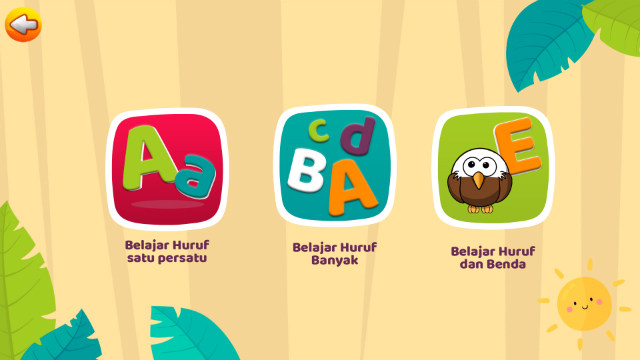 Aa
c d
B A
E
Belajar Huruf
satu persatu
Belajar Huruf
Banyak
Belajar Huruf
dan Benda